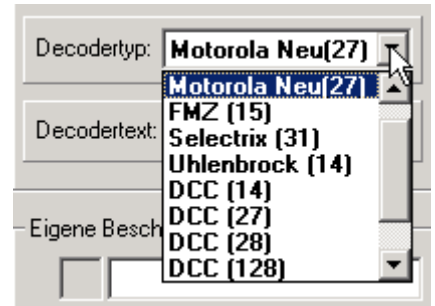 Decodertyp: Motorola Neu(27)
Motorola Neu(27)
FMZ (15)
Decodertext:
Selectrix (31)
Uhlenbrock (14)
DCC (14)
DCC (27)
Eigene Besch
DCC (28)
DCC (128)